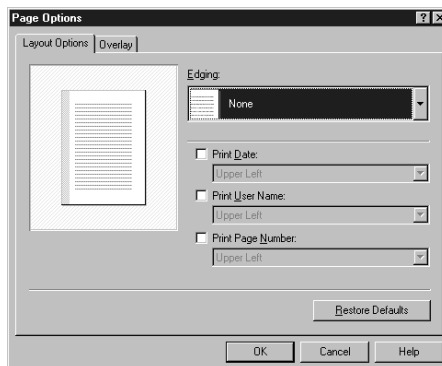 Page Options
Layout Options Overlay
Edging:
None
Print Date:
Upper Left
Print User Name:
Upper Left
Print Page Number:
Upper Left
Restore Defaults
OK Cancel Help